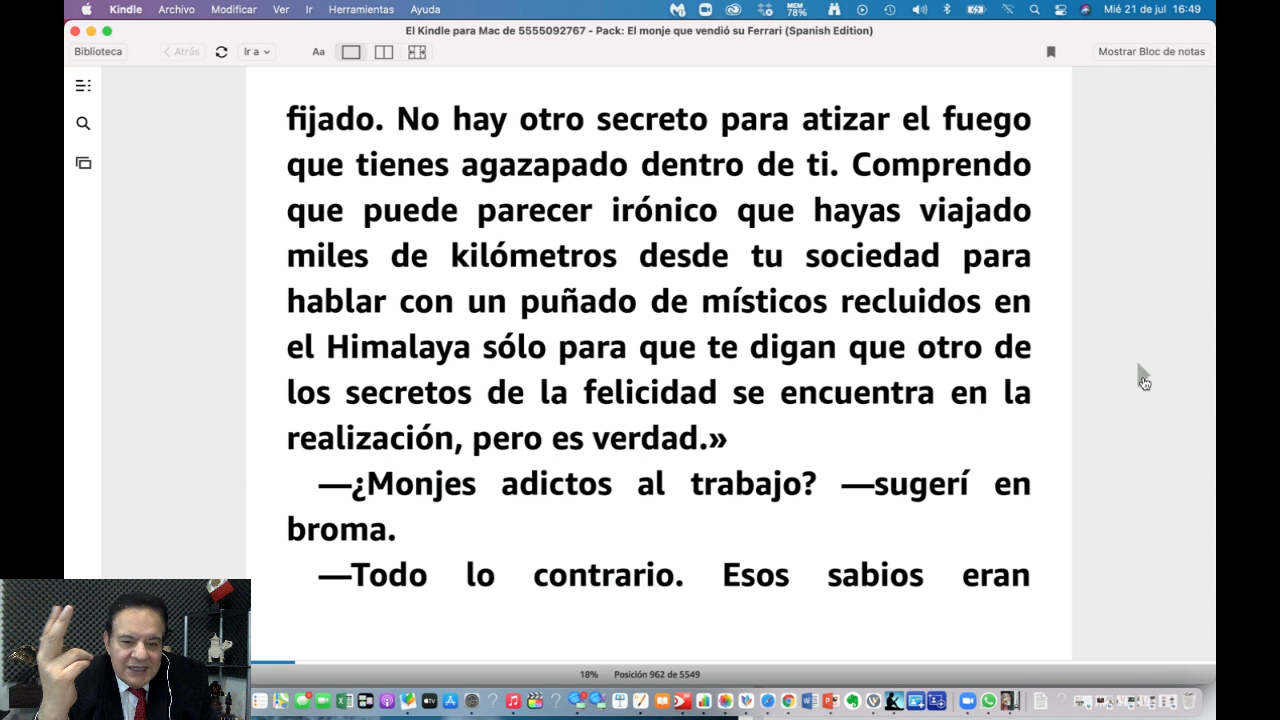 Kindle Archivo Modificar Ver Ir Herramientas Ayuda MEM 78% Mié 21 de jul 16:49
El Kindle para Mac de 5555092767 - Pack: El monje que vendió su Ferrari (Spanish Edition)
Biblioteca Atrás Ir a Aa Mostrar Bloc de notas
fijado. No hay otro secreto para atizar el fuego
que tienes agazapado dentro de ti. Comprendo
que puede parecer irónico que hayas viajado
miles de kilómetros desde tu sociedad para
hablar con un puñado de místicos recluidos en
el Himalaya sólo para que te digan que otro de
los secretos de la felicidad se encuentra en la
realización, pero es verdad.»
—¿Monjes adictos al trabajo? —sugerí en
broma.
—Todo lo contrario. Esos sabios eran
18% Posición 962 de 5549